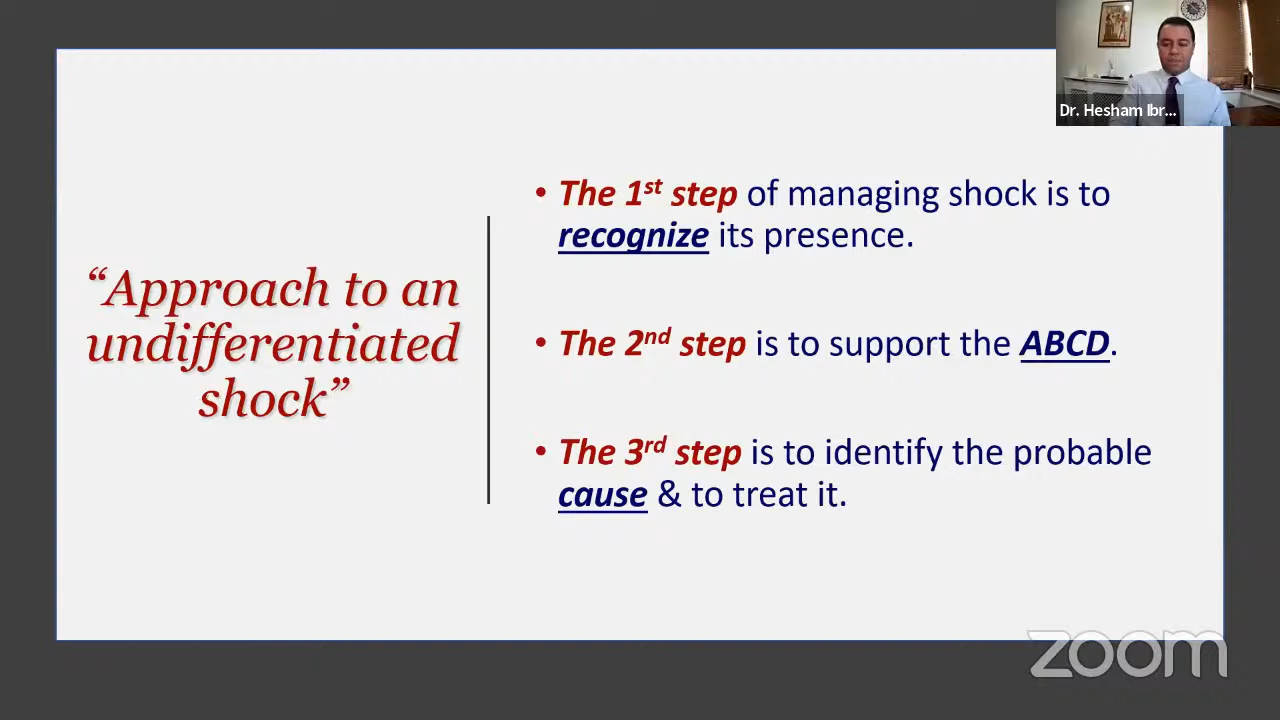 Dr. Hesham Ibr...
“Approach to an
undifferentiated
shock”
• The 1st step of managing shock is to
recognize its presence.
• The 2nd step is to support the ABCD.
• The 3rd step is to identify the probable
cause & to treat it.
zoom